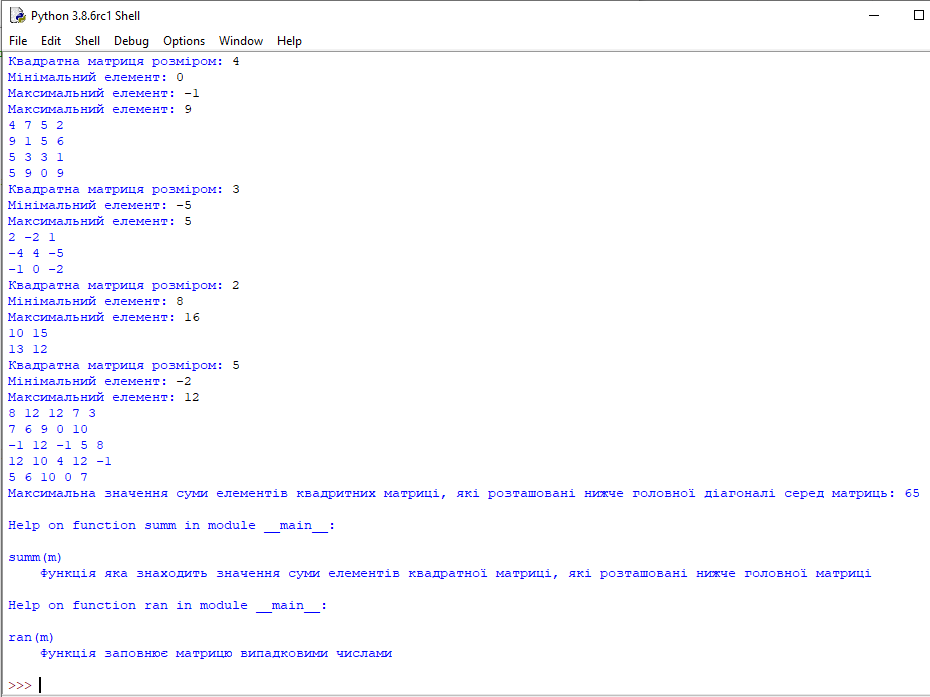 Python 3.8.6rc1 Shell
File Edit Shell Debug Options Window Help
Квадратна матриця розміром: 4
Мінімальний елемент: 0
Максимальний елемент: -1
Максимальний елемент: 9
4 7 5 2
9 1 5 6
5 3 3 1
5 9 0 9
Квадратна матриця розміром: 3
Мінімальний елемент: -5
Максимальний елемент: 5
2 -2 1
-4 4 -5
-1 0 -2
Квадратна матриця розміром: 2
Мінімальний елемент: 8
Максимальний елемент: 16
10 15
13 12
Квадратна матриця розміром: 5
Мінімальний елемент: -2
Максимальний елемент: 12
8 12 12 7 3
7 6 9 0 10
-1 12 -1 5 8
12 10 4 12 -1
5 6 10 0 7
Максимальна значення суми елементів квадритних матриці, які розташовані нижче головної діагоналі серед матриць: 65
Help on function summ in module __main__:
summ(m)
Функція яка знаходить значення суми елементів квадратної матриці, які розташовані нижче головної матриці
Help on function ran in module __main__:
ran(m)
Функція заповнює матрицю випадковими числами
>>>